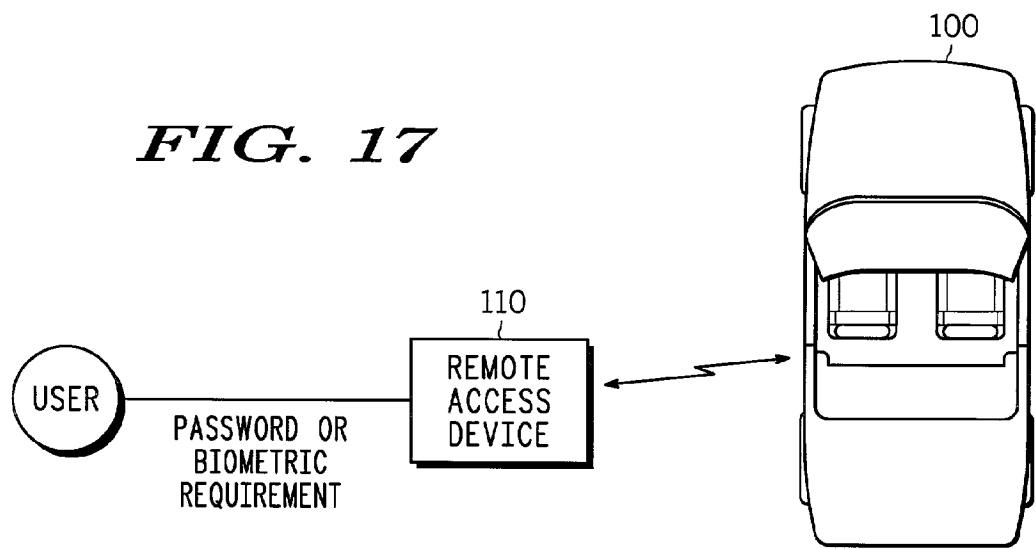 100
FIG. 17
110
REMOTE
ACCESS
DEVICE
USER
PASSWORD OR
BIOMETRIC
REQUIREMENT